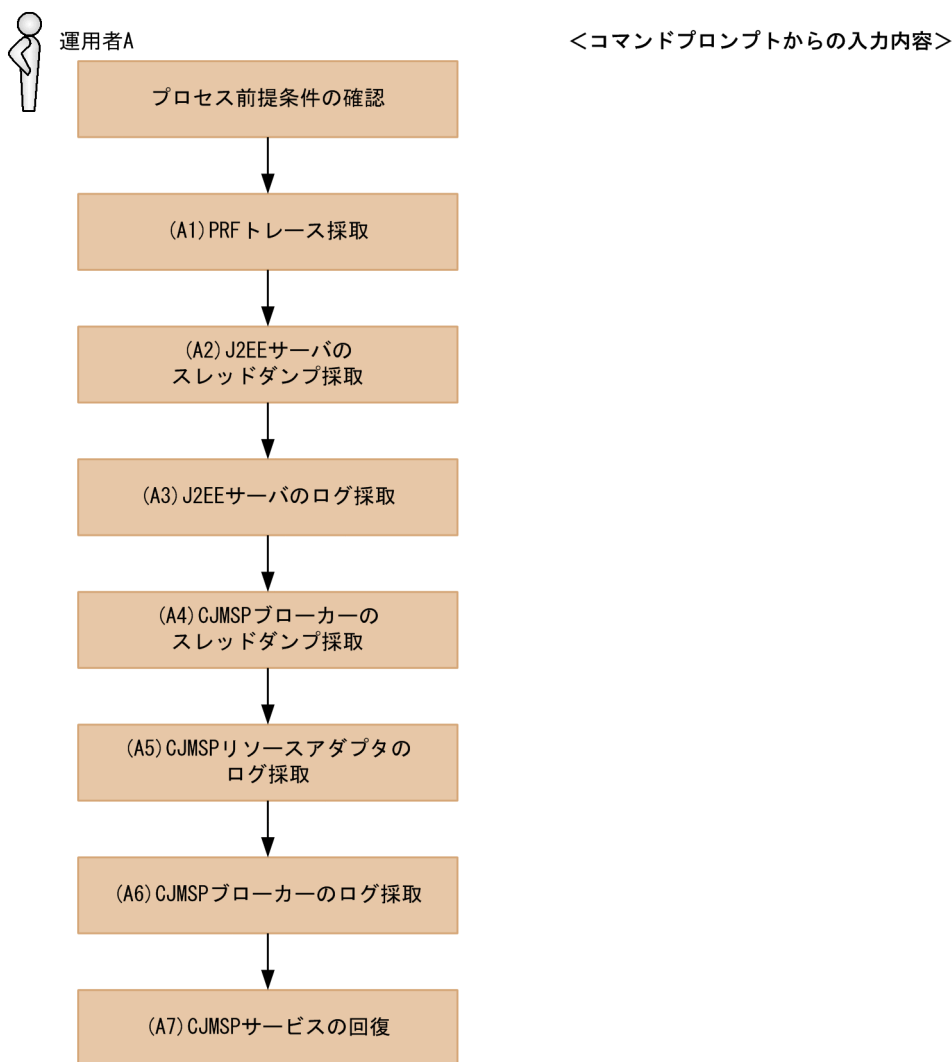 運用者A
<コマンドプロンプトからの入力内容>
プロセス前提条件の確認
(A1)PRFトレース採取
(A2)J2EEサーバの
スレッドダンプ採取
(A3)J2EEサーバのログ採取
(A4)CJMSPブローカーの
スレッドダンプ採取
(A5)CJMSPリソースアダプタの
ログ採取
(A6)CJMSPブローカーのログ採取
(A7)CJMSPサービスの回復